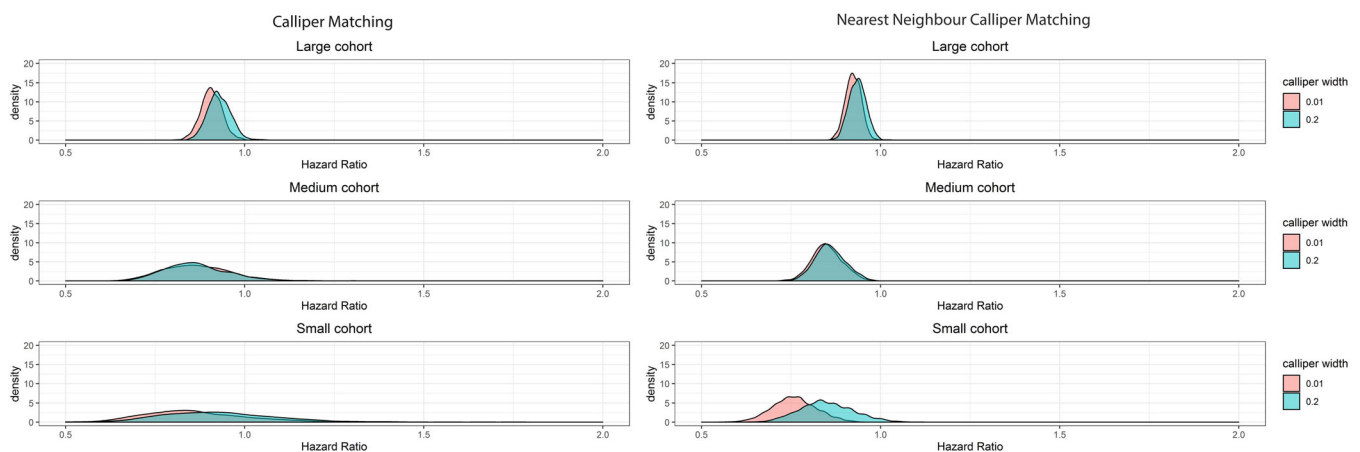 Calliper Matching
Large cohort
20
15
10
5
0
density
0.5 1.0 1.5 2.0
Hazard Ratio
Medium cohort
20
15
10
5
0
density
0.5 1.0 1.5 2.0
Hazard Ratio
Small cohort
20
15
10
5
0
density
0.5 1.0 1.5 2.0
Hazard Ratio
Nearest Neighbour Calliper Matching
Large cohort
20
15
10
5
0
density
0.5 1.0 1.5 2.0
Hazard Ratio
calliper width
0.01
0.2
Medium cohort
20
15
10
5
0
density
0.5 1.0 1.5 2.0
Hazard Ratio
calliper width
0.01
0.2
Small cohort
20
15
10
5
0
density
0.5 1.0 1.5 2.0
Hazard Ratio
calliper width
0.01
0.2